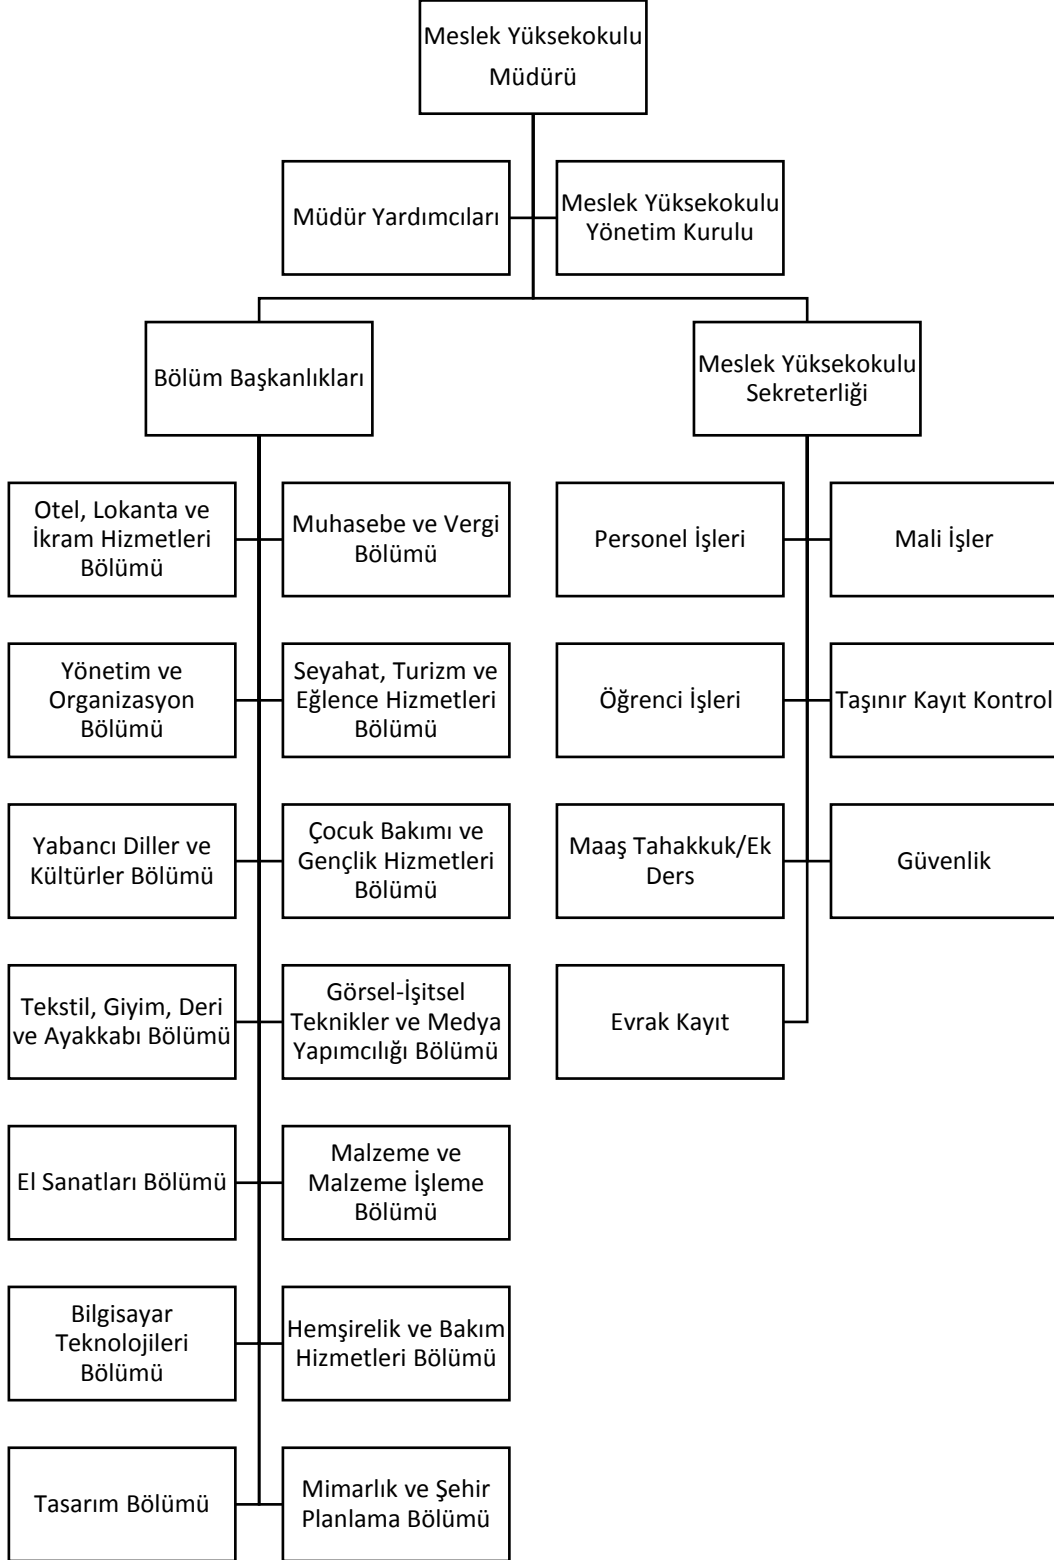 Meslek Yüksekokulu
Müdürü
Müdür Yardımcıları
Meslek Yüksekokulu
Yönetim Kurulu
Bölüm Başkanlıkları
Meslek Yüksekokulu
Sekreterliği
Otel, Lokanta ve
İkram Hizmetleri
Bölümü
Muhasebe ve Vergi
Bölümü
Personel İşleri
Mali İşler
Yönetim ve
Organizasyon
Bölümü
Seyahat, Turizm ve
Eğlence Hizmetleri
Bölümü
Öğrenci İşleri
Taşınır Kayıt Kontrol
Yabancı Diller ve
Kültürler Bölümü
Çocuk Bakımı ve
Gençlik Hizmetleri
Bölümü
Maaş Tahakkuk/Ek
Ders
Güvenlik
Tekstil, Giyim, Deri
ve Ayakkabı Bölümü
Görsel-İşitsel
Teknikler ve Medya
Yapımcılığı Bölümü
Evrak Kayıt
El Sanatları Bölümü
Malzeme ve
Malzeme İşleme
Bölümü
Bilgisayar
Teknolojileri
Bölümü
Hemşirelik ve Bakım
Hizmetleri Bölümü
Tasarım Bölümü
Mimarlık ve Şehir
Planlama Bölümü